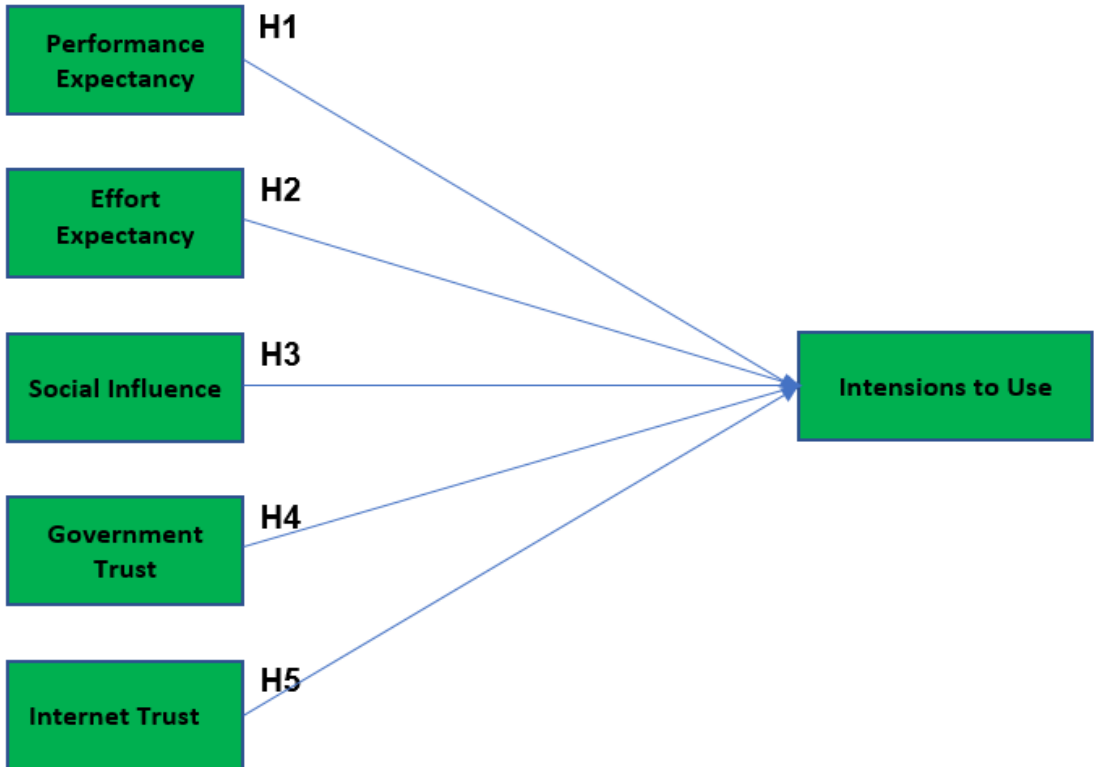 H1
Performance
Expectancy
H2
Effort
Expectancy
H3
Social Influence
Intensions to Use
H4
Government
Trust
H5
Internet Trust